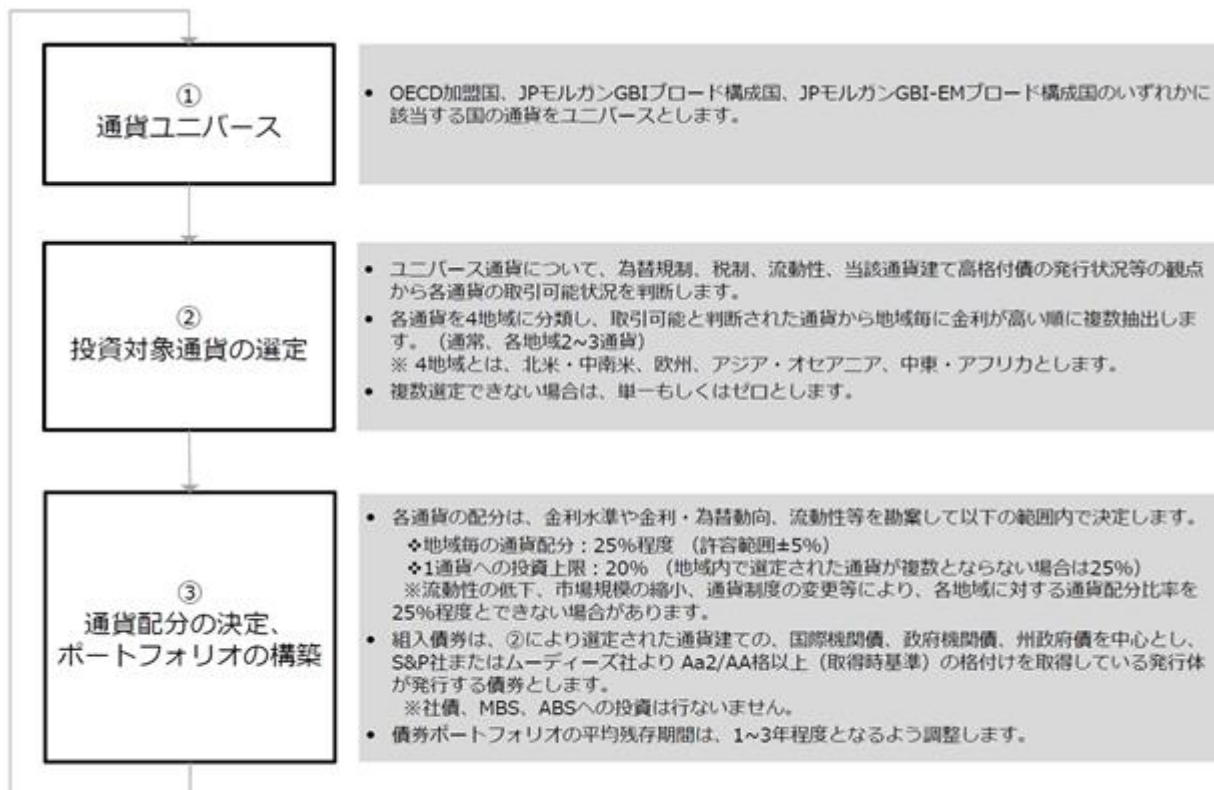 ①
通貨ユニバース
• OECD加盟国、JPモルガンGBIブロード構成国、JPモルガンGBI-EMブロード構成国のいずれかに
該当する国の通貨をユニバースとします。
②
投資対象通貨の選定
• ユニバース通貨について、為替規制、税制、流動性、当該通貨建て高格付債の発行状況等の観点
から各通貨の取引可能状況を判断します。
• 各通貨を4地域に分類し、取引可能と判断された通貨から地域毎に金利が高い順に複数抽出しま
す。（通常、各地域2~3通貨）
※ 4地域とは、北米・中南米、欧州、アジア・オセアニア、中東・アフリカとします。
• 複数選定できない場合は、単一もしくはゼロとします。
③
通貨配分の決定、
ポートフォリオの構築
• 各通貨の配分は、金利水準や金利・為替動向、流動性等を勘案して以下の範囲内で決定します。
❖地域毎の通貨配分：25%程度 （許容範囲±5%）
❖1通貨への投資上限：20% （地域内で選定された通貨が複数とならない場合は25%）
※流動性の低下、市場規模の縮小、通貨制度の変更等により、各地域に対する通貨配分比率を
25%程度とできない場合があります。
• 組入債券は、②により選定された通貨建ての、国際機関債、政府機関債、州政府債を中心とし、
S&P社またはムーディーズ社より Aa2/AA格以上（取得時基準）の格付けを取得している発行体
が発行する債券とします。
※社債、MBS、ABSへの投資は行ないません。
• 債券ポートフォリオの平均残存期間は、1~3年程度となるよう調整します。